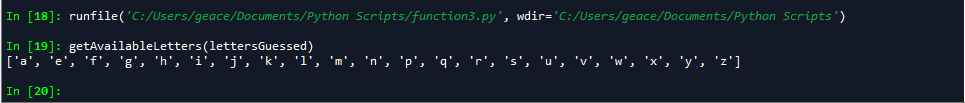 In [18]: runfile('C:/Users/geace/Documents/Python Scripts/function3.py', wdir='C:/Users/geace/Documents/Python Scripts')
In [19]: getAvailableLetters(lettersGuessed)
['a', 'e', 'f', 'g', 'h', 'i', 'j', 'k', 'l', 'm', 'n', 'p', 'q', 'r', 's', 'u', 'v', 'w', 'x', 'y', 'z']
In [20]: